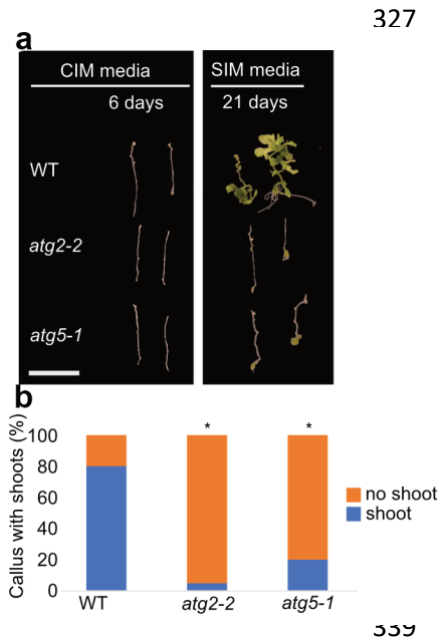 327
a
CIM media
SIM media
6 days
21 days
WT
atg2-2
atg5-1
b
Callus with shoots (%)
100
80
60
40
20
0
*
*
no shoot
shoot
WT
atg2-2
atg5-1
339